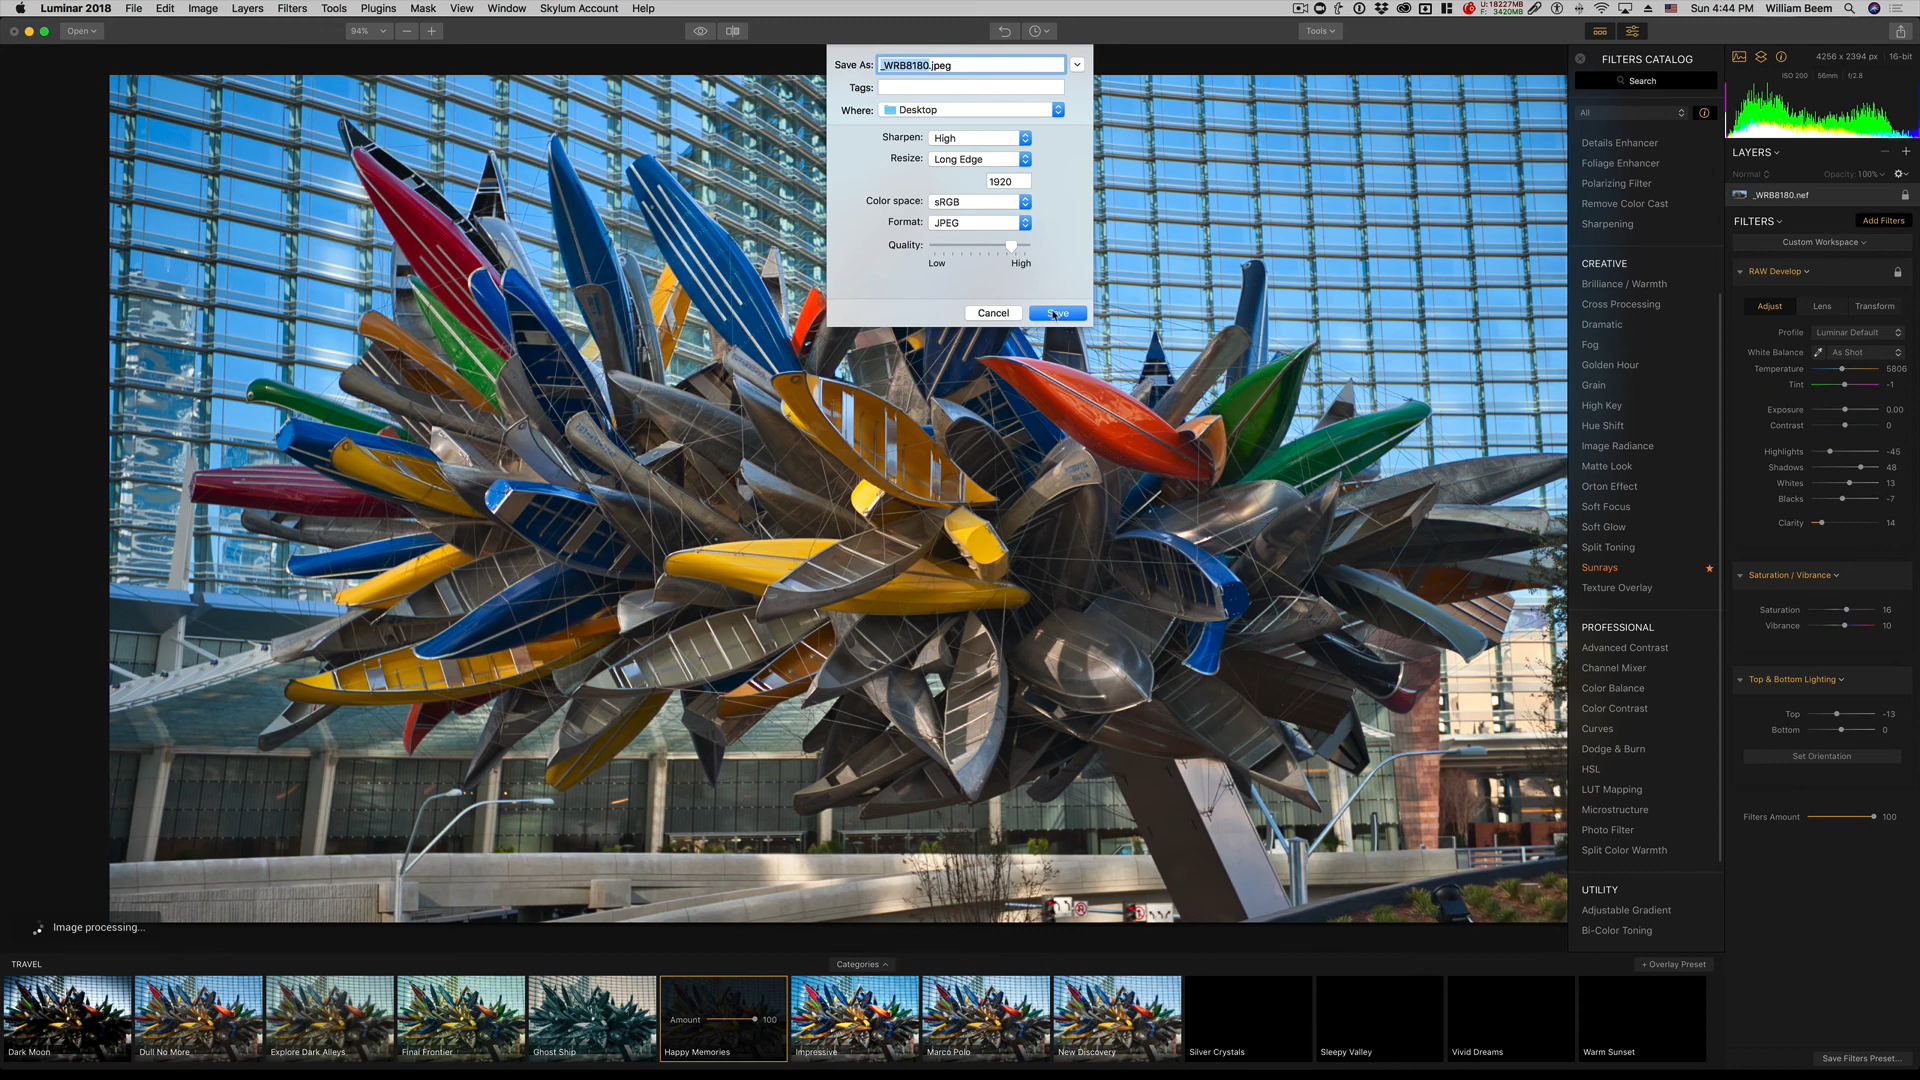 Luminar 2018 File Edit Image Layers Filters Tools Plugins Mask View Window Skylum Account Help
U: 18227MB
F: 3420MB
Sun 4:44 PM William Beem
Open
94%
Tools
Save As: _WRB8180.jpeg
Tags:
Where: Desktop
Sharpen: High
Resize: Long Edge
1920
Color space: sRGB
Format: JPEG
Quality:
Low High
Cancel Save
FILTERS CATALOG
Search
All
Details Enhancer
Foliage Enhancer
Polarizing Filter
Remove Color Cast
Sharpening
CREATIVE
Brilliance / Warmth
Cross Processing
Dramatic
Fog
Golden Hour
Grain
High Key
Hue Shift
Image Radiance
Matte Look
Orton Effect
Soft Focus
Soft Glow
Split Toning
Sunrays
Texture Overlay
PROFESSIONAL
Advanced Contrast
Channel Mixer
Color Balance
Color Contrast
Curves
Dodge & Burn
HSL
LUT Mapping
Microstructure
Photo Filter
Split Color Warmth
UTILITY
Adjustable Gradient
Bi-Color Toning
4256 x 2394 px 16-bit
ISO 200 56mm f/2.8
LAYERS
Normal Opacity: 100%
_WRB8180.nef
FILTERS Add Filters
Custom Workspace
RAW Develop
Adjust Lens Transform
Profile Luminar Default
White Balance As Shot
Temperature 5806
Tint -1
Exposure 0.00
Contrast 0
Highlights -45
Shadows 48
Whites 13
Blacks -7
Clarity 14
Saturation / Vibrance
Saturation 16
Vibrance 10
Top & Bottom Lighting
Top -13
Bottom 0
Set Orientation
Filters Amount 100
Image processing...
TRAVEL Categories + Overlay Preset
Amount 100
Dark Moon Dull No More Explore Dark Alleys Final Frontier Ghost Ship Happy Memories Impressive Marco Polo New Discovery Silver Crystals Sleepy Valley Vivid Dreams Warm Sunset
Save Filters Preset...